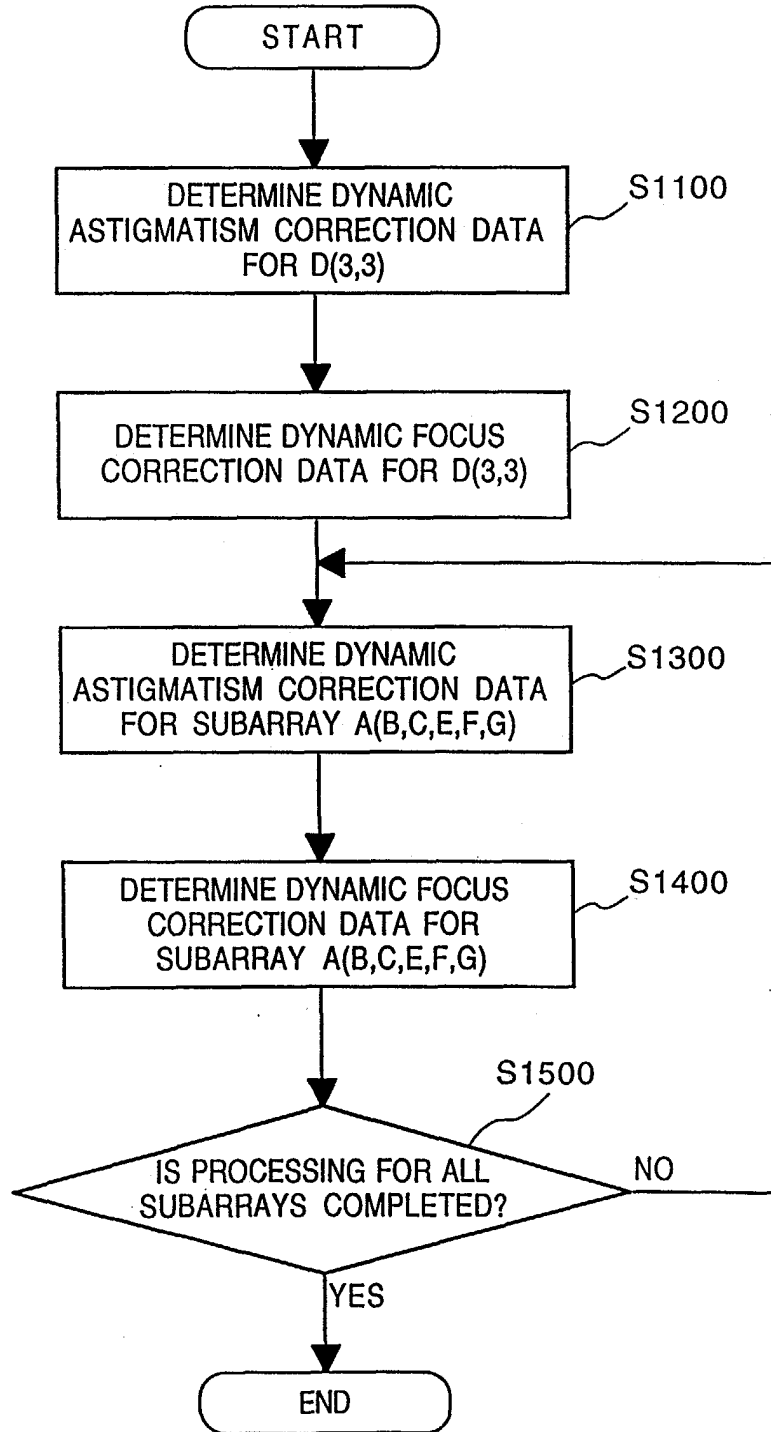 START
DETERMINE DYNAMIC
ASTIGMATISM CORRECTION DATA
FOR D(3,3)
S1100
DETERMINE DYNAMIC FOCUS
CORRECTION DATA FOR D(3,3)
S1200
DETERMINE DYNAMIC
ASTIGMATISM CORRECTION DATA
FOR SUBARRAY A(B,C,E,F,G)
S1300
DETERMINE DYNAMIC FOCUS
CORRECTION DATA FOR
SUBARRAY A(B,C,E,F,G)
S1400
S1500
IS PROCESSING FOR ALL
SUBARRAYS COMPLETED?
NO
YES
END